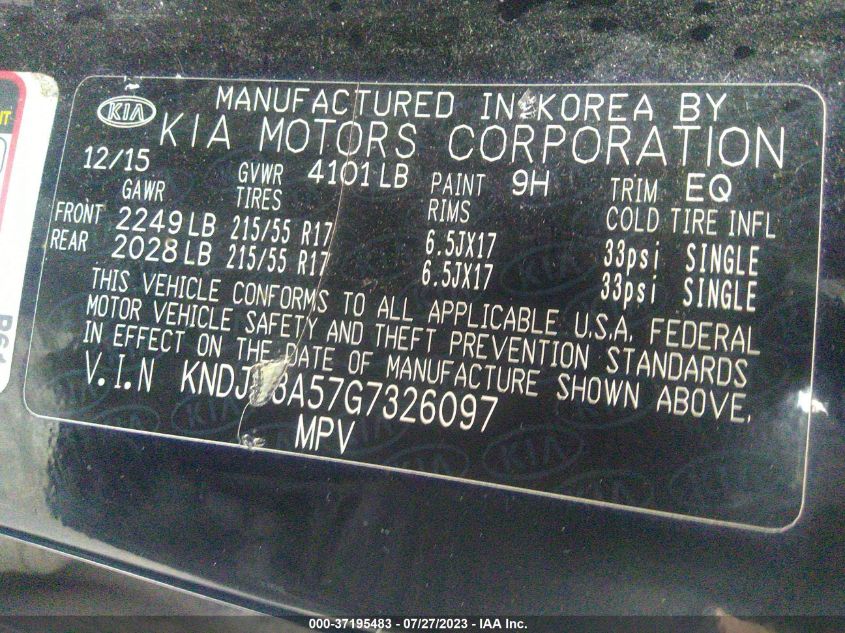 KIA
MANUFACTURED IN KOREA BY
KIA MOTORS CORPORATION
12/15 GVWR 4101 LB PAINT 9H TRIM EQ
GAWR TIRES RIMS COLD TIRE INFL
FRONT 2249 LB 215/55 R17 6.5JX17 33psi SINGLE
REAR 2028 LB 215/55 R17 6.5JX17 33psi SINGLE
THIS VEHICLE CONFORMS TO ALL APPLICABLE U.S.A. FEDERAL
MOTOR VEHICLE SAFETY AND THEFT PREVENTION STANDARDS
IN EFFECT ON THE DATE OF MANUFACTURE SHOWN ABOVE.
V.I.N
MPV
000-37195483 - 07/27/2023 - IAA Inc.